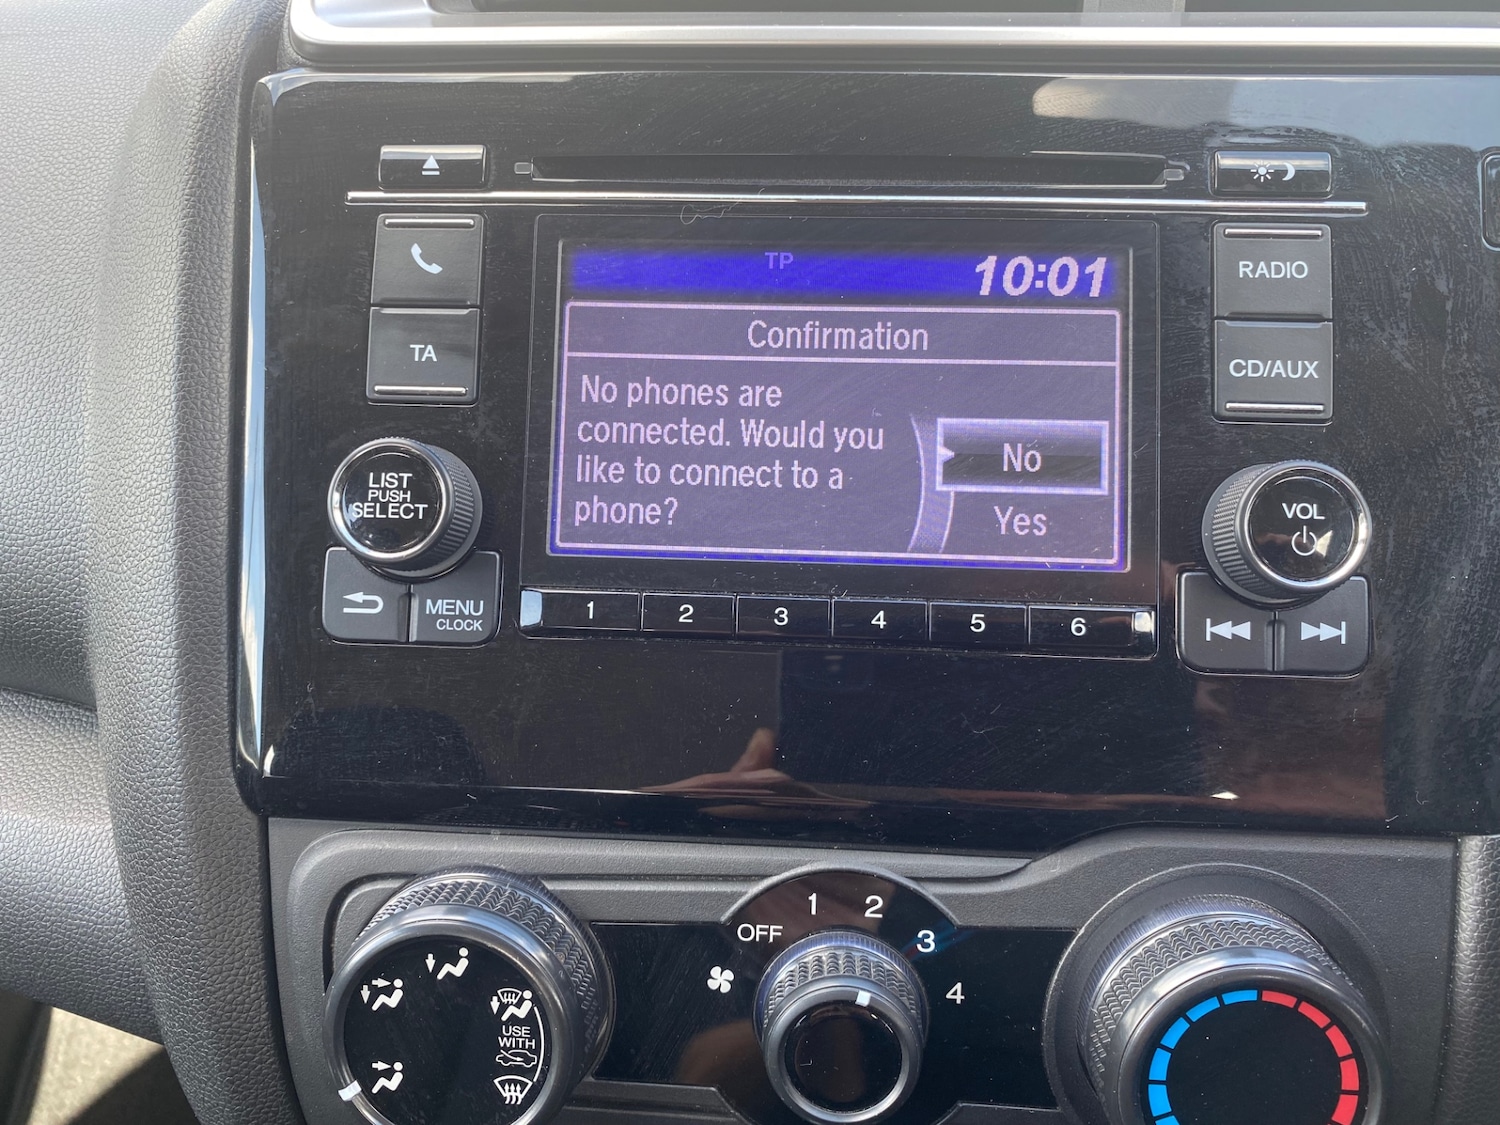 TP
10:01
Confirmation
No phones are
connected. Would you
like to connect to a
phone?
No
Yes
TA
LIST
PUSH
SELECT
MENU
CLOCK
RADIO
CD/AUX
VOL
1 2 3 4 5 6
OFF 1 2 3 4
USE
WITH